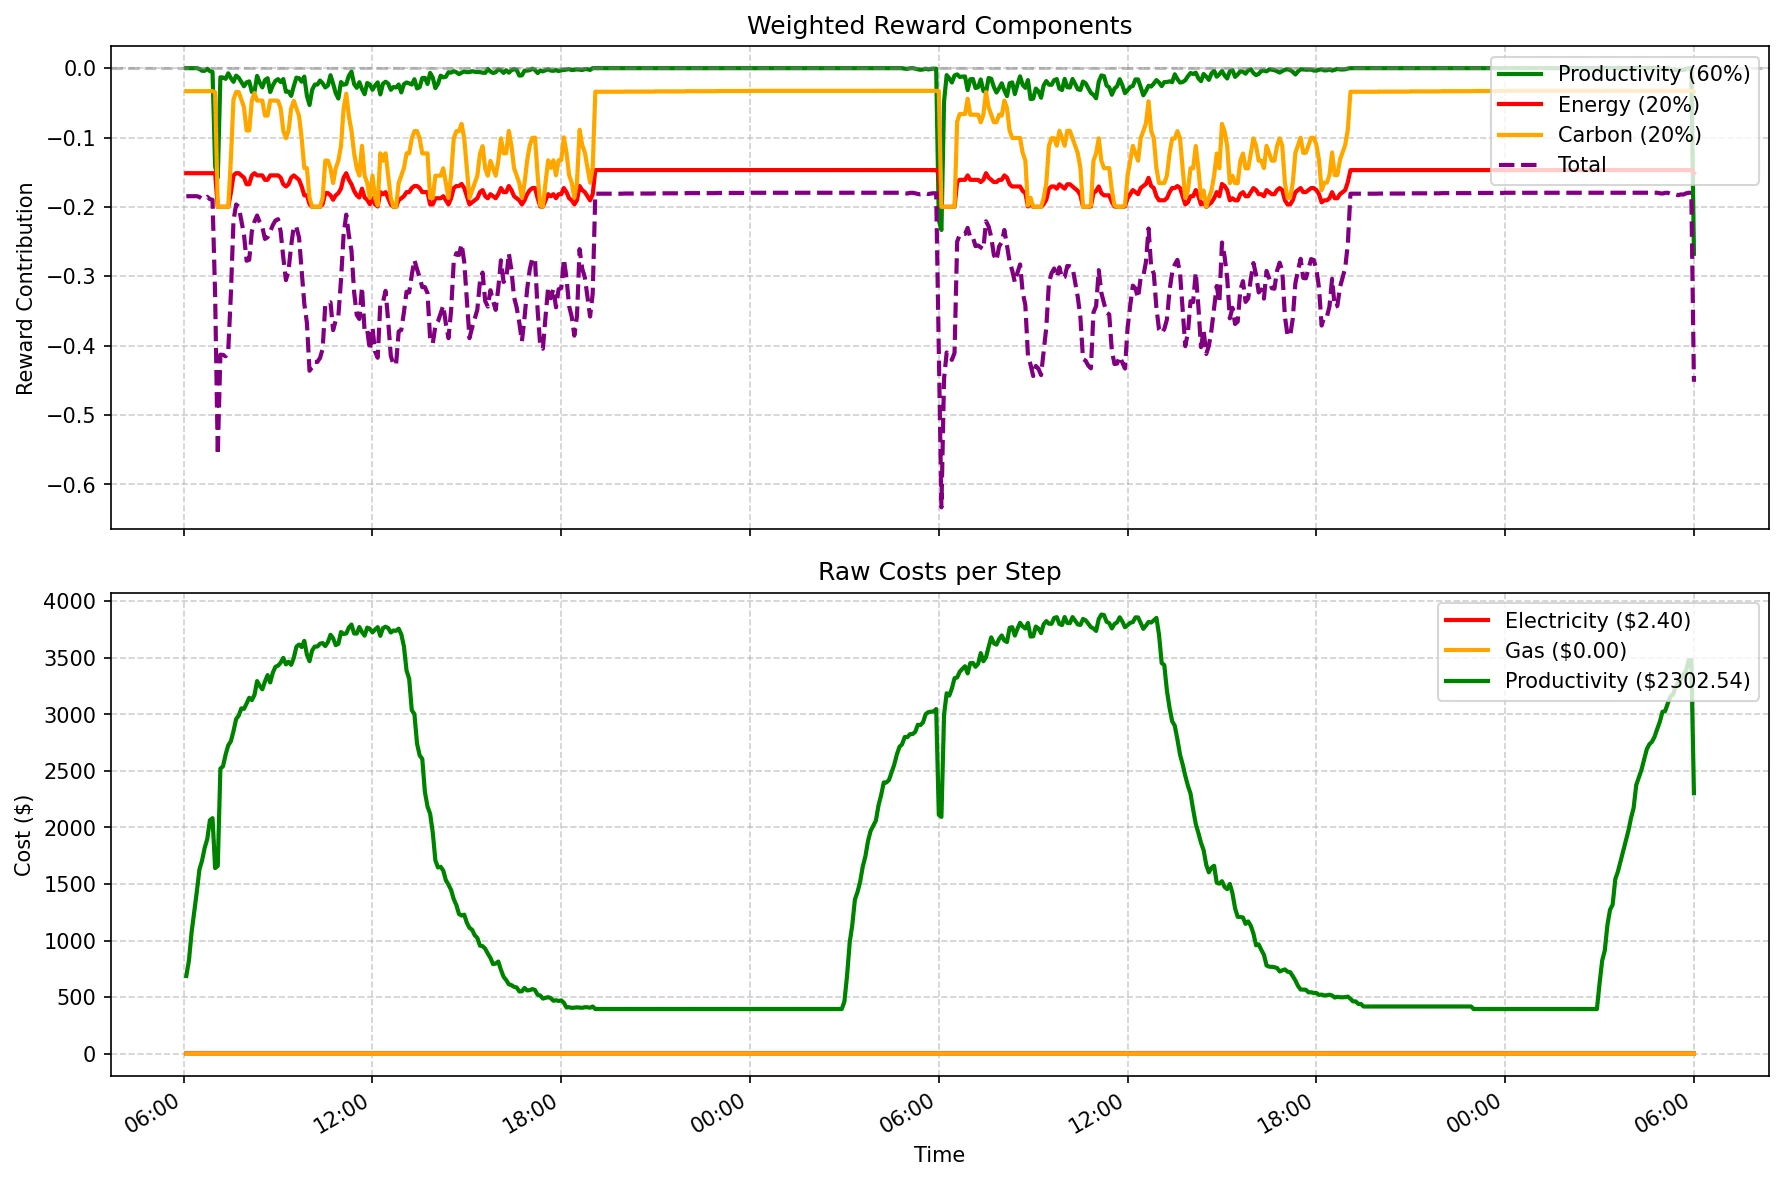 Weighted Reward Components
Reward Contribution
0.0
−0.1
−0.2
−0.3
−0.4
−0.5
−0.6
Productivity (60%)
Energy (20%)
Carbon (20%)
Total
Raw Costs per Step
Cost ($)
4000
3500
3000
2500
2000
1500
1000
500
0
Electricity ($2.40)
Gas ($0.00)
Productivity ($2302.54)
06:00
12:00
18:00
00:00
06:00
12:00
18:00
00:00
06:00
Time